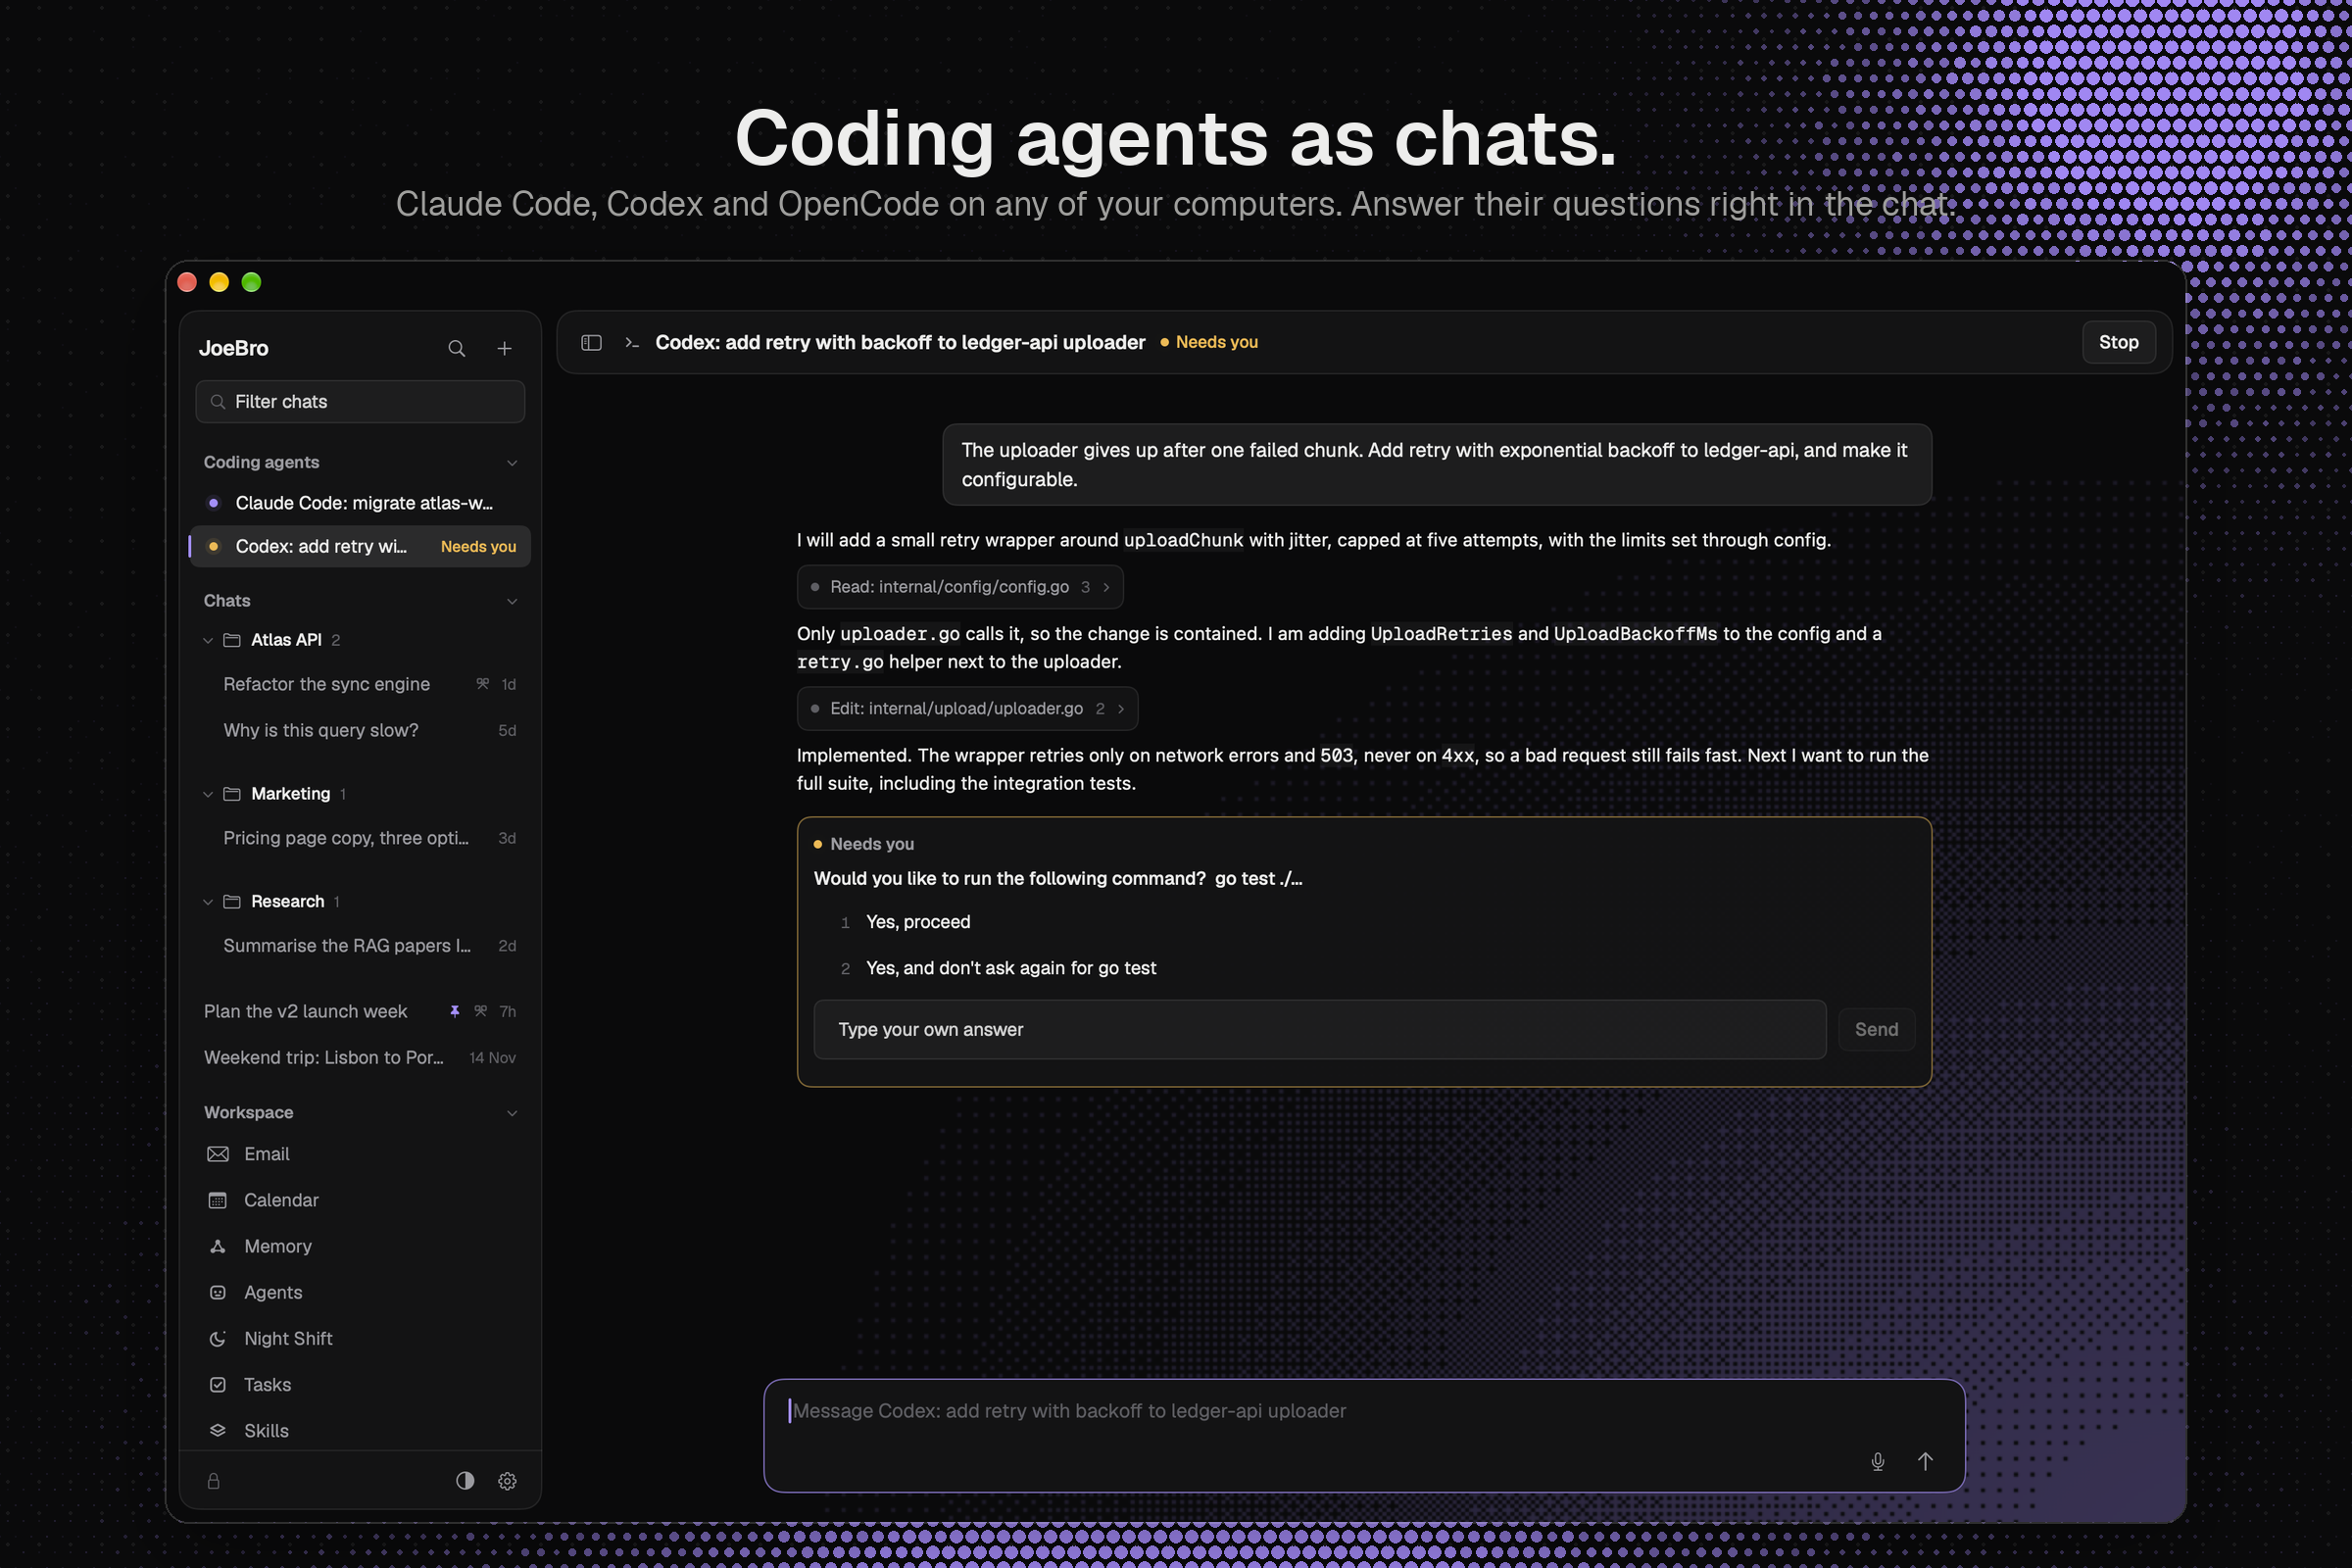 Coding agents as chats.
Claude Code, Codex and OpenCode on any of your computers. Answer their questions right in the chat.
JoeBro
Filter chats
Coding agents
Claude Code: migrate atlas-w...
Codex: add retry wi... Needs you
Chats
Atlas API 2
Refactor the sync engine 1d
Why is this query slow? 5d
Marketing 1
Pricing page copy, three opti... 3d
Research 1
Summarise the RAG papers I... 2d
Plan the v2 launch week 7h
Weekend trip: Lisbon to Por... 14 Nov
Workspace
Email
Calendar
Memory
Agents
Night Shift
Tasks
Skills
Codex: add retry with backoff to ledger-api uploader Needs you Stop
The uploader gives up after one failed chunk. Add retry with exponential backoff to ledger-api, and make it
configurable.
I will add a small retry wrapper around uploadChunk with jitter, capped at five attempts, with the limits set through config.
Read: internal/config/config.go 3
Only uploader.go calls it, so the change is contained. I am adding UploadRetries and UploadBackoffMs to the config and a
retry.go helper next to the uploader.
Edit: internal/upload/uploader.go 2
Implemented. The wrapper retries only on network errors and 503, never on 4xx, so a bad request still fails fast. Next I want to run the
full suite, including the integration tests.
Needs you
Would you like to run the following command? go test ./...
1 Yes, proceed
2 Yes, and don't ask again for go test
Type your own answer Send
Message Codex: add retry with backoff to ledger-api uploader